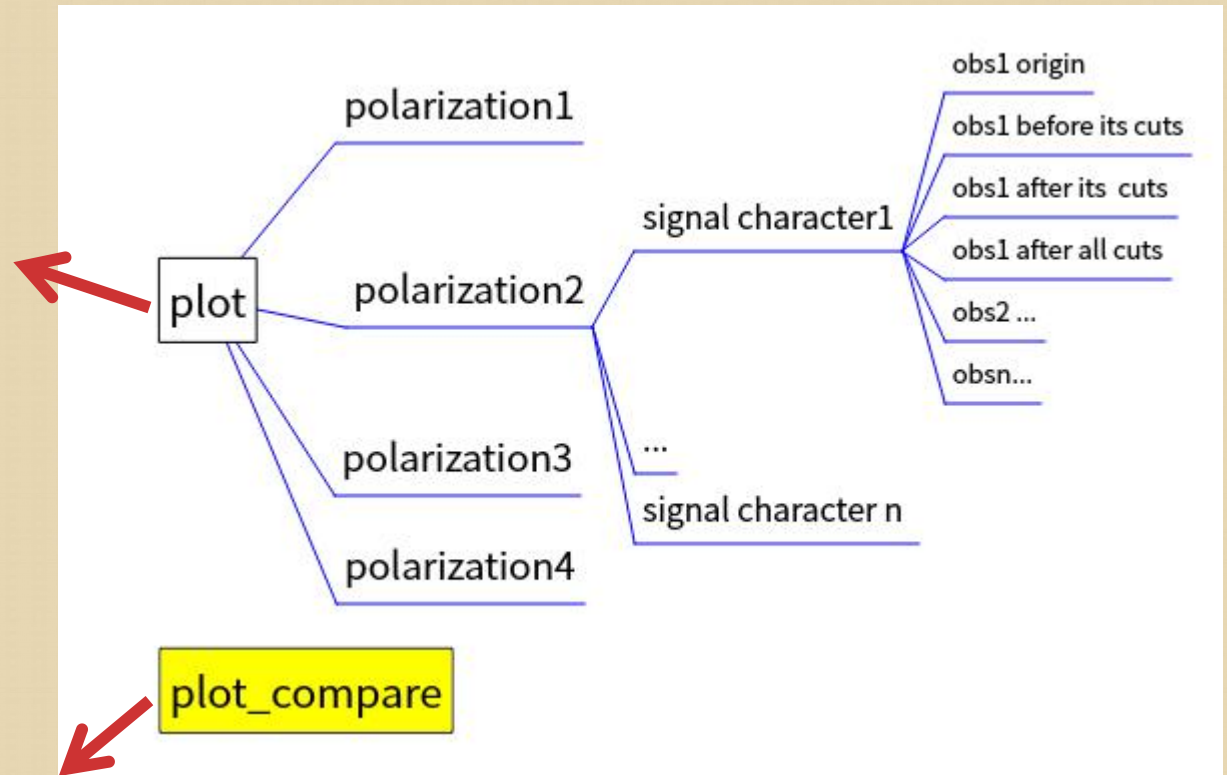 plot
polarization1
polarization2
signal character1
obs1 origin
obs1 before its cuts
obs1 after its  cuts
obs1 after all cuts
obs2 ...
obsn...
...
signal character n
polarization3
polarization4
plot_compare